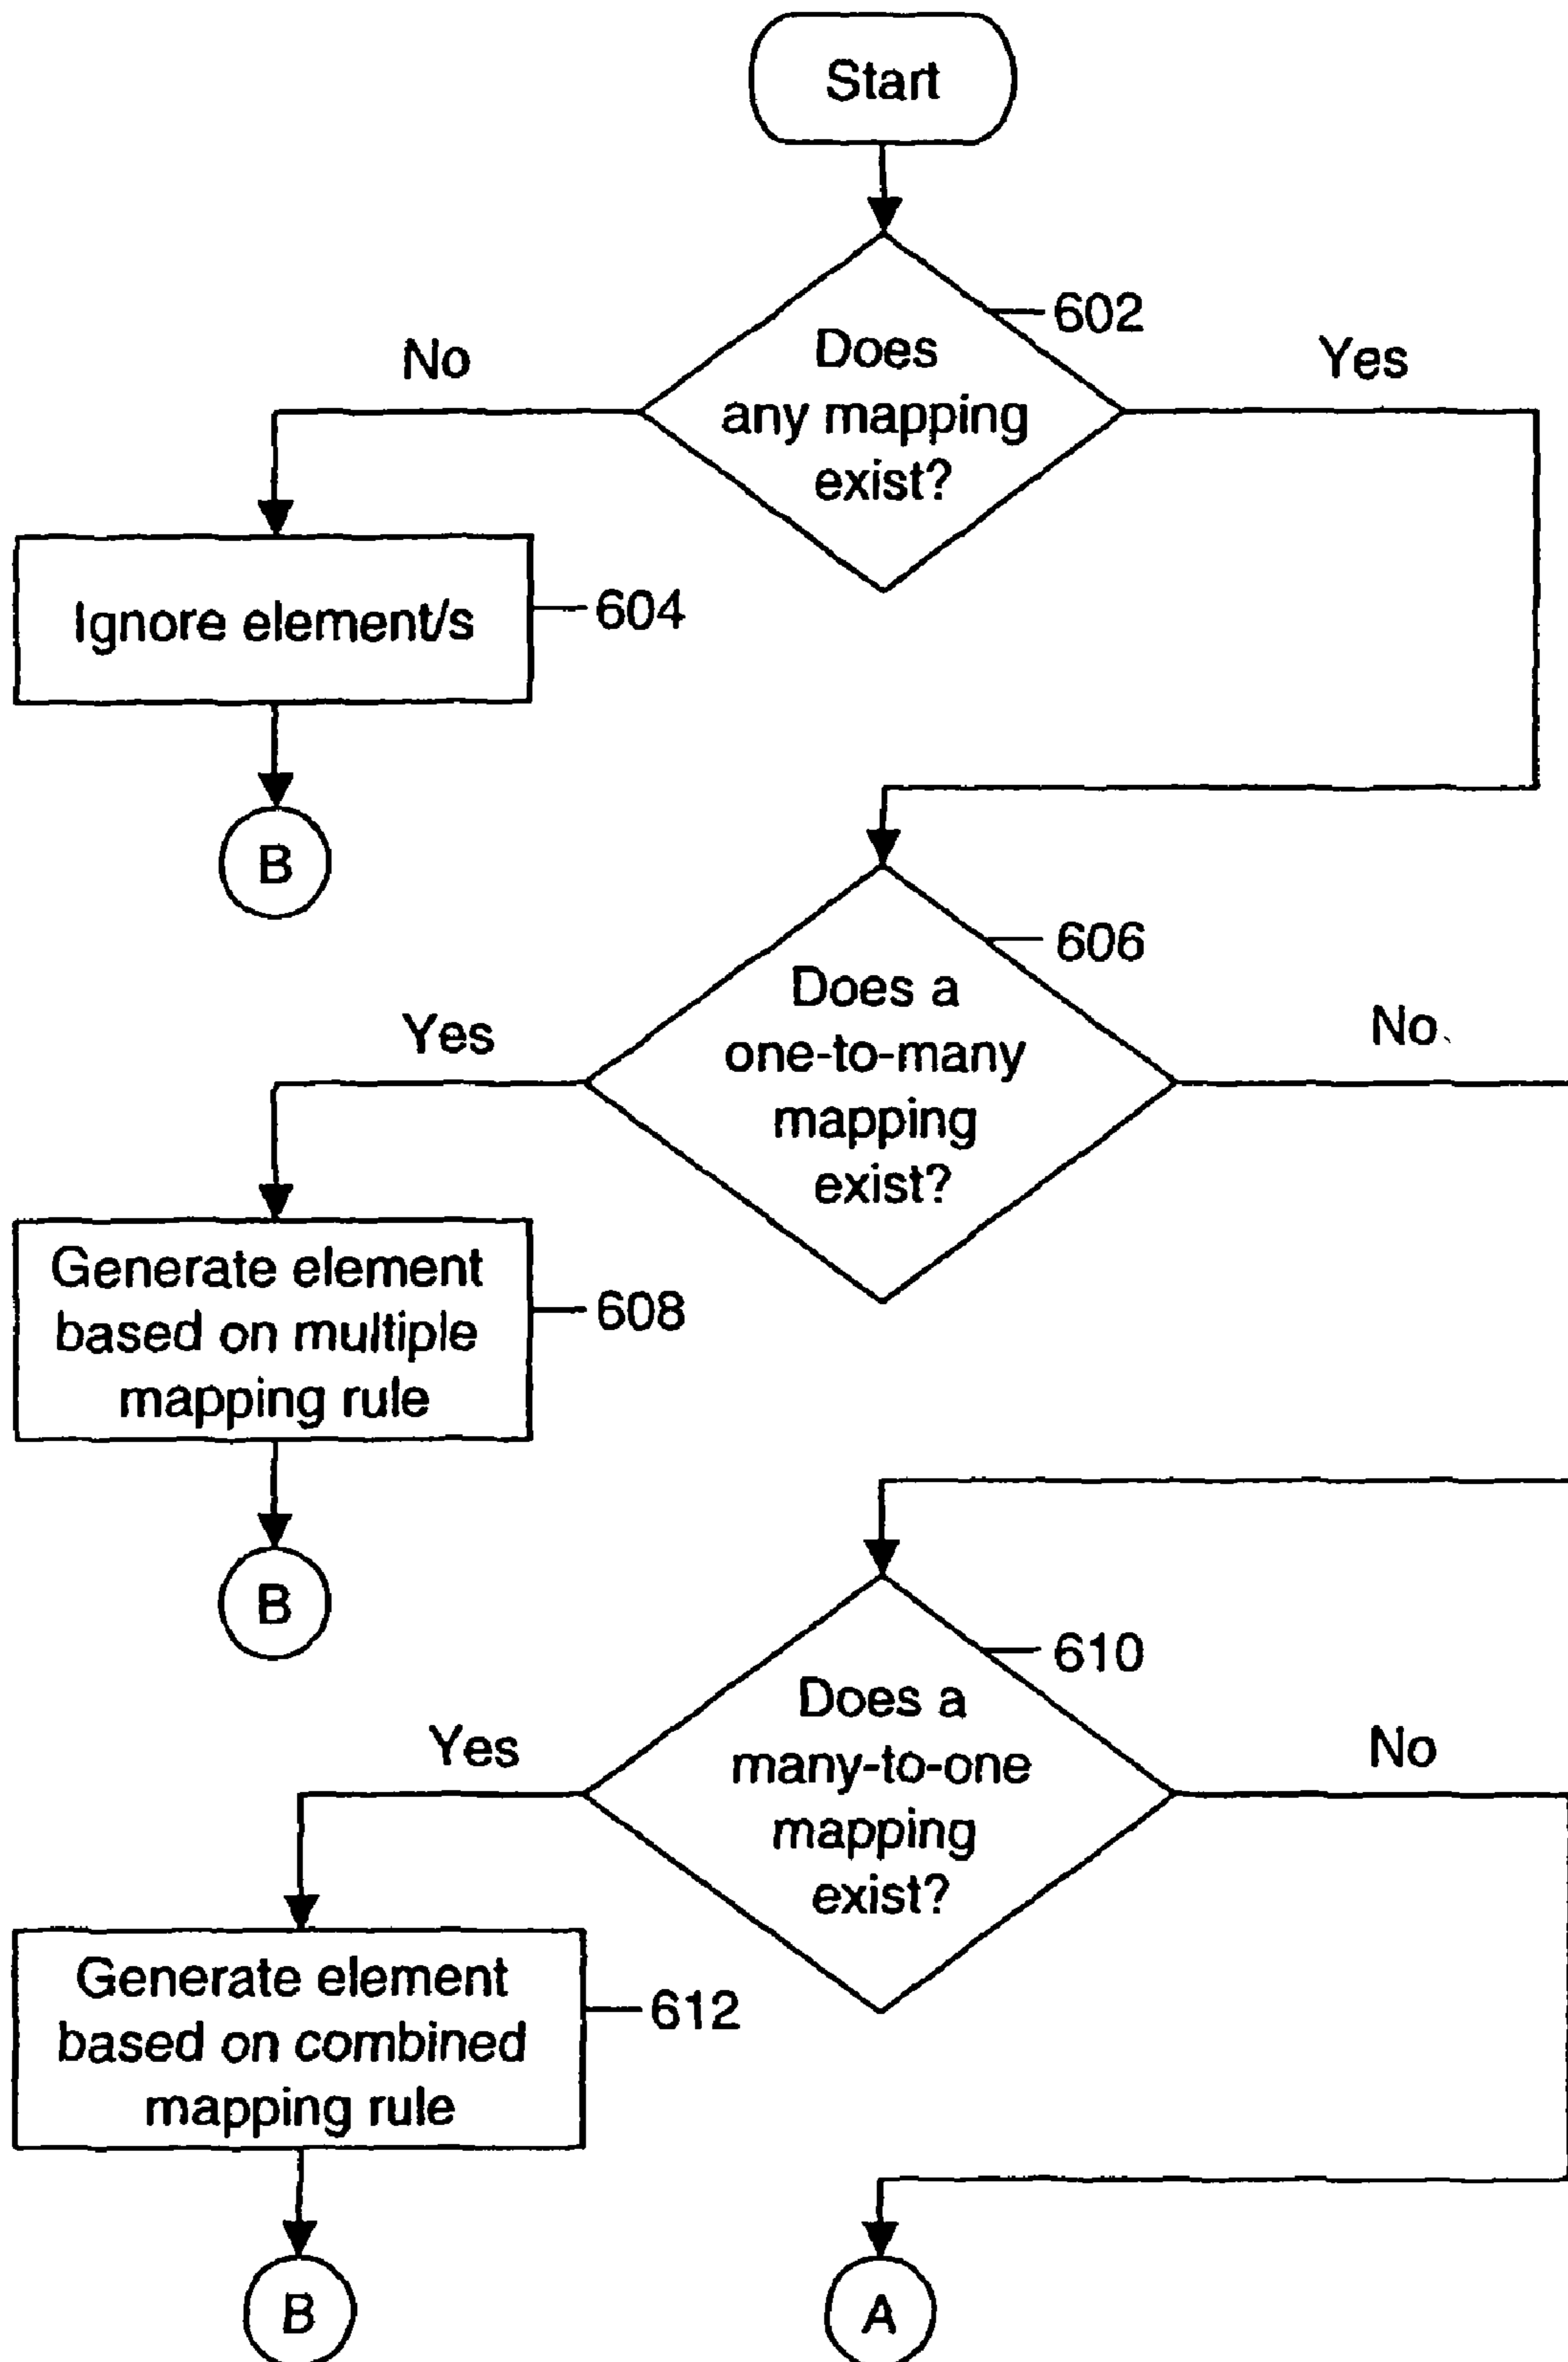 Start
602
Does
any mapping
exist?
No
Yes
Ignore element/s
604
B
606
Does a
one-to-many
mapping
exist?
Yes
No
Generate element
based on multiple
mapping rule
608
B
610
Does a
many-to-one
mapping
exist?
Yes
No
Generate element
based on combined
mapping rule
612
B
A